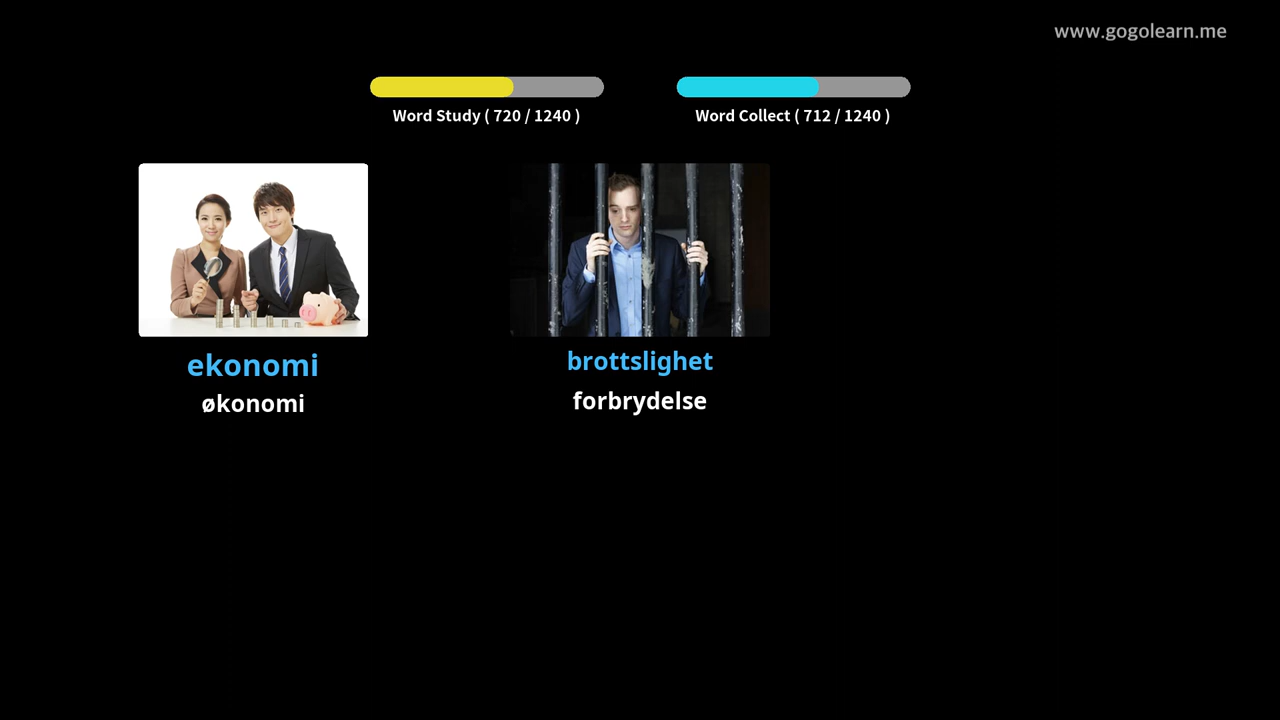 www.gogolearn.me
Word Study ( 720 / 1240 )
Word Collect ( 712 / 1240 )
ekonomi
økonomi
brottslighet
forbrydelse